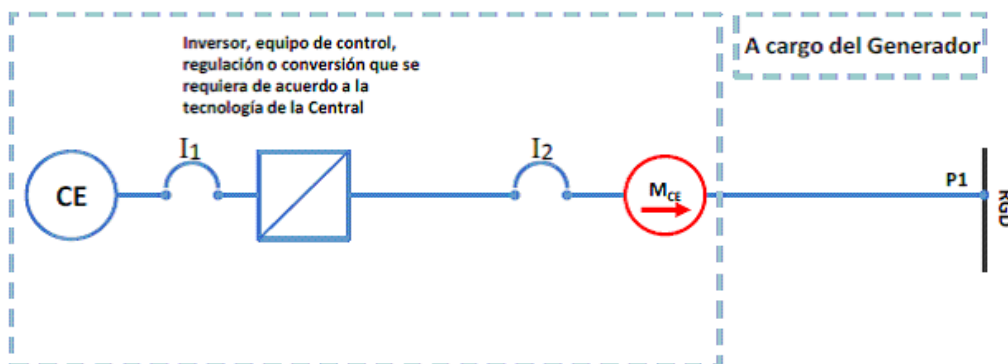 Inversor, equipo de control,
regulación o conversión que se
requiera de acuerdo a la
tecnología de la Central
A cargo del Generador
CE
I1
I2
MCE
P1
RGD